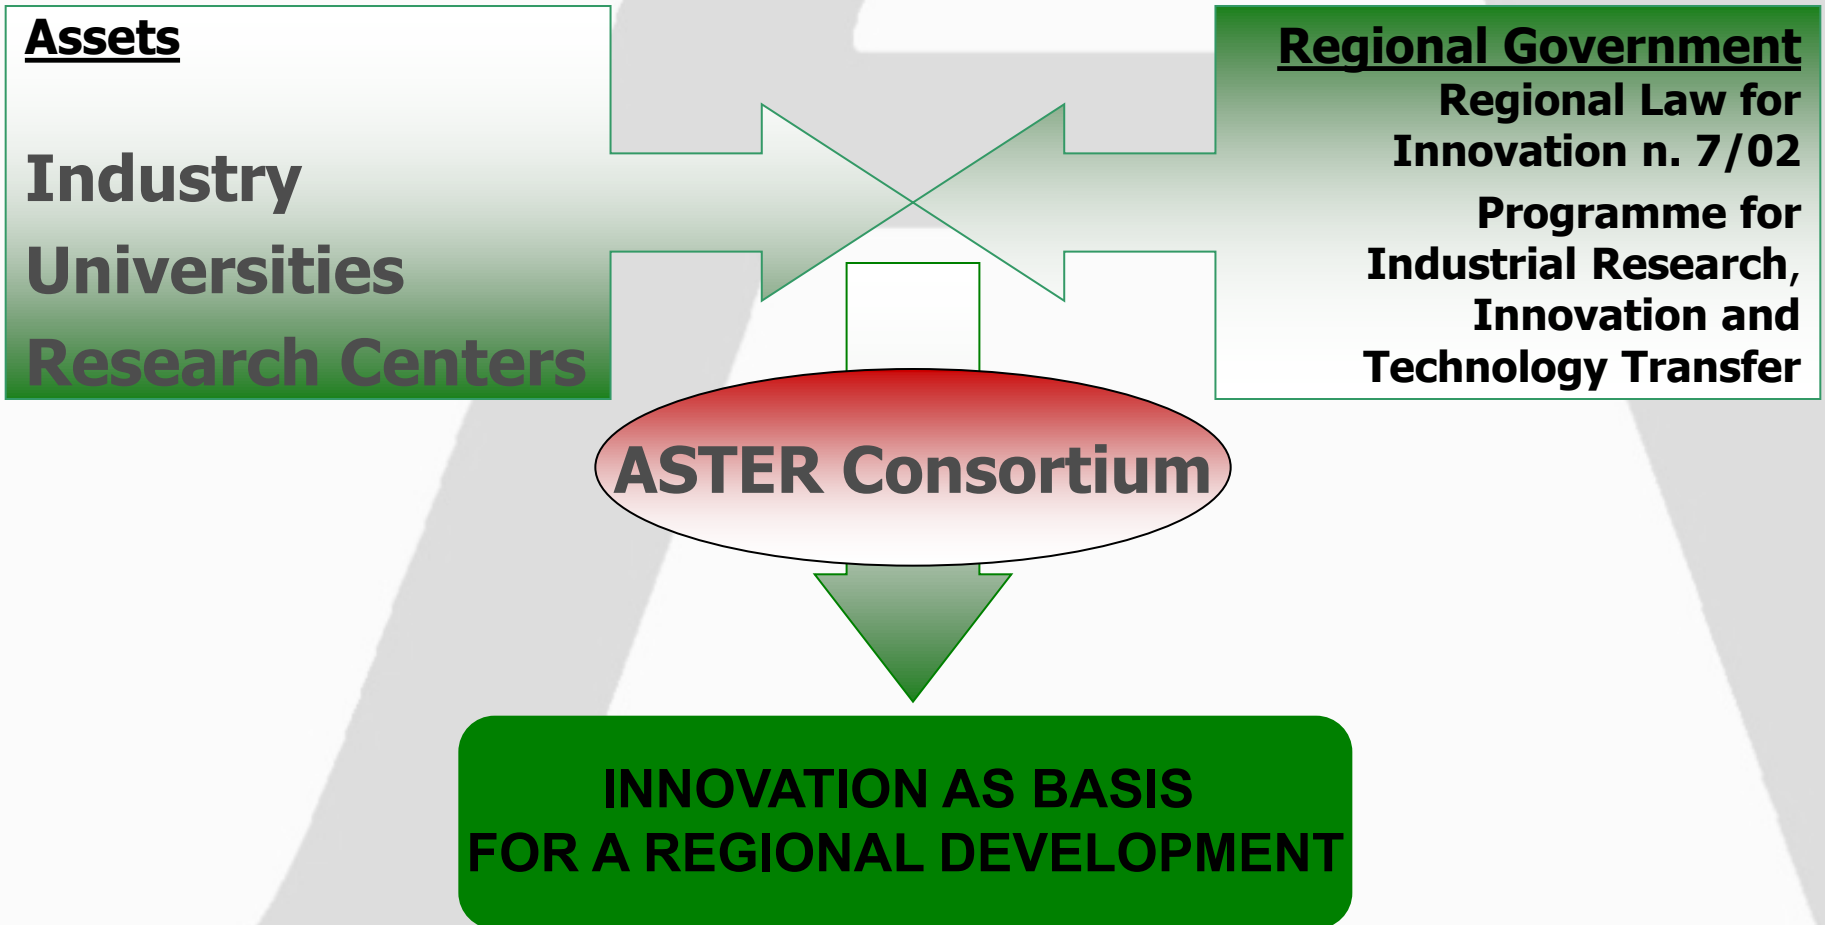 Assets
Industry
Universities
Research Centers
Regional Government
Regional Law for
Innovation n. 7/02
Programme for
Industrial Research,
Innovation and
Technology Transfer
ASTER Consortium
INNOVATION AS BASIS
FOR A REGIONAL DEVELOPMENT